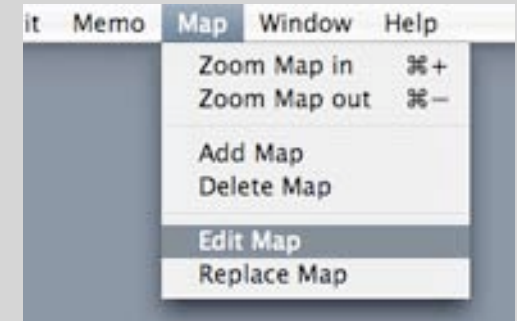 it Memo Map Window Help
Zoom Map in ⌘+
Zoom Map out ⌘−
Add Map
Delete Map
Edit Map
Replace Map